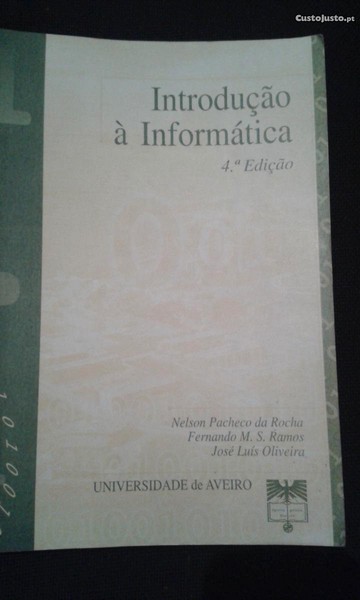 CustoJusto.pt
Introdução
à Informática
4.ª Edição
Nelson Pacheco da Rocha
Fernando M. S. Ramos
José Luís Oliveira
UNIVERSIDADE de AVEIRO